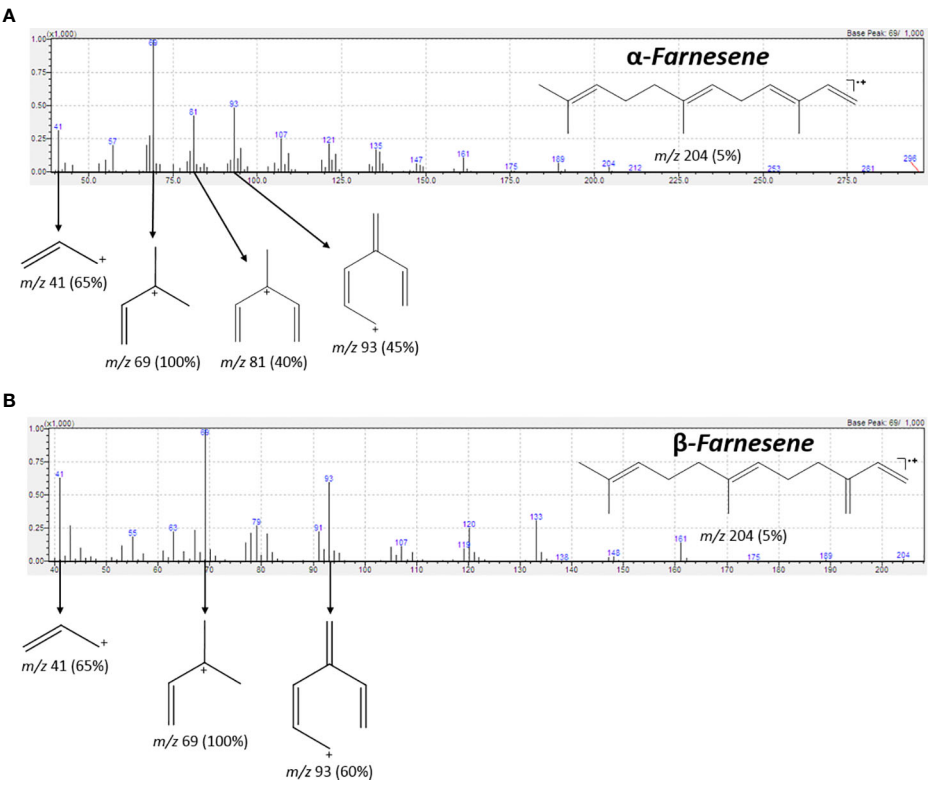 A
(x1,000)
Base Peak: 69/ 1,000
1.00
0.75
0.50
0.25
0.00
69
93
81
41
57
107
121
135
147
161
175
189
204
212
253
281
296
α-Farnesene
+
m/z 204 (5%)
50.0 75.0 100.0 125.0 150.0 175.0 200.0 225.0 250.0 275.0
+
m/z 41 (65%)
+
m/z 69 (100%)
+
m/z 81 (40%)
+
m/z 93 (45%)
B
(x1,000)
Base Peak: 69/ 1,000
1.00
0.75
0.50
0.25
0.00
69
41
93
55
63
79
91
107
119
120
133
138
148
161
175
189
204
β-Farnesene
+
m/z 204 (5%)
40 50 60 70 80 90 100 110 120 130 140 150 160 170 180 190 200
+
m/z 41 (65%)
+
m/z 69 (100%)
+
m/z 93 (60%)